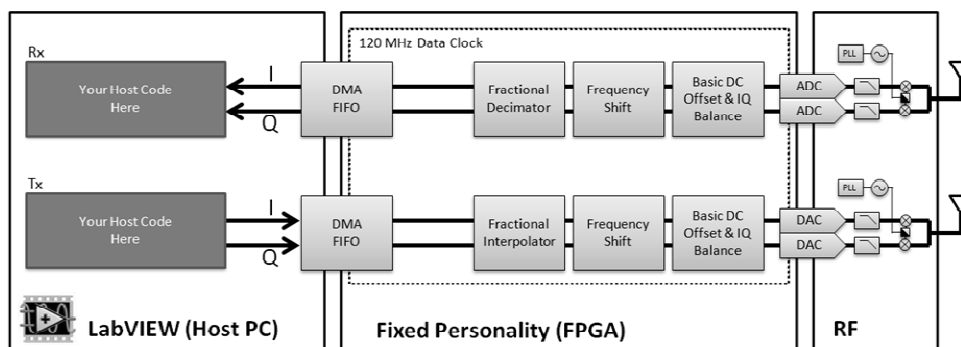 120 MHz Data Clock
Rx
Your Host Code
Here
I
Q
DMA
FIFO
Fractional
Decimator
Frequency
Shift
Basic DC
Offset & IQ
Balance
ADC
ADC
PLL
Tx
Your Host Code
Here
I
Q
DMA
FIFO
Fractional
Interpolator
Frequency
Shift
Basic DC
Offset & IQ
Balance
DAC
DAC
PLL
LabVIEW (Host PC)
Fixed Personality (FPGA)
RF